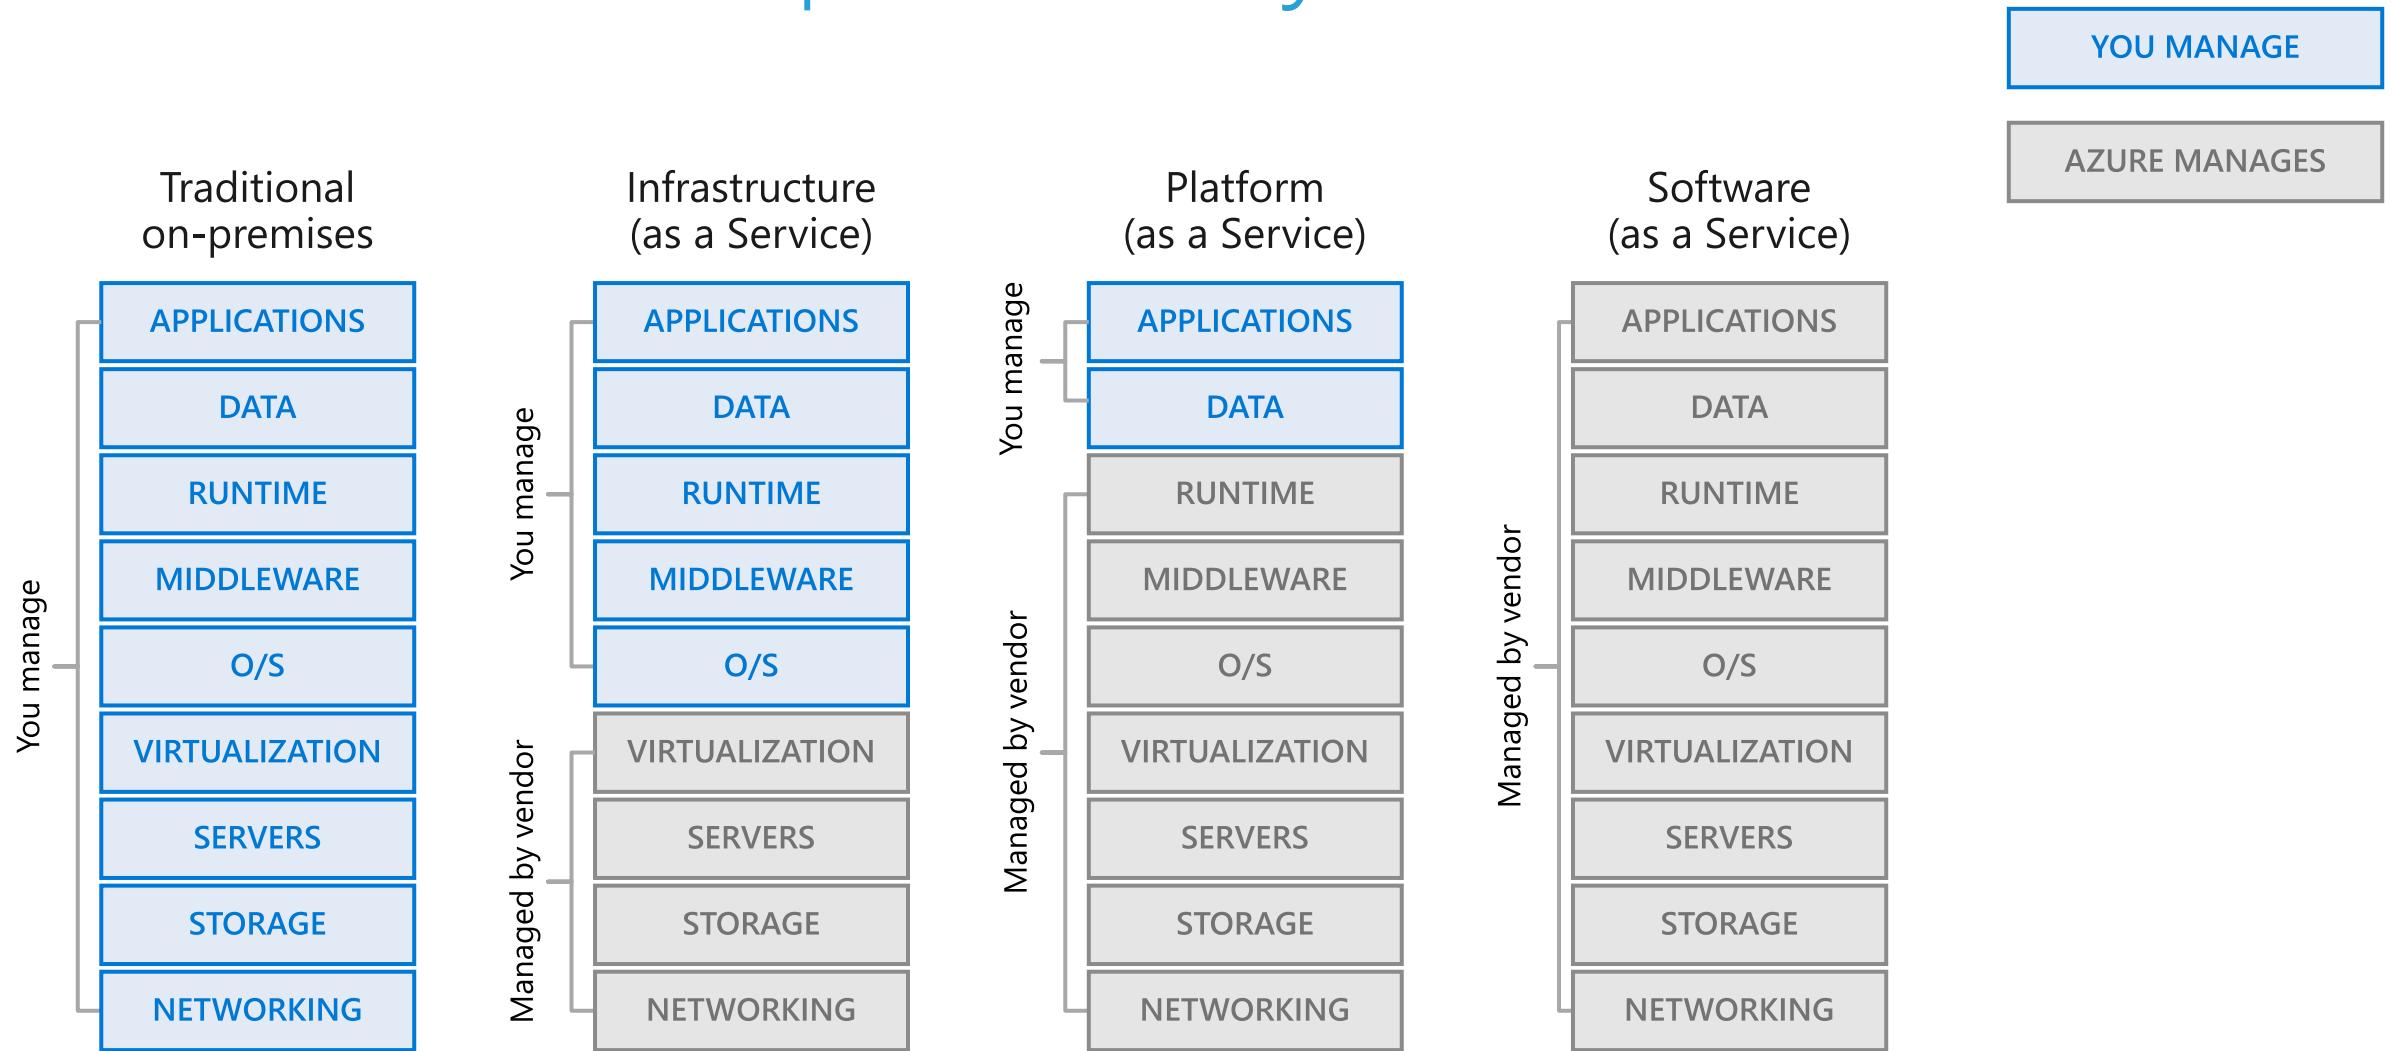 YOU MANAGE
AZURE MANAGES
Traditional
on-premises
You manage
APPLICATIONS
DATA
RUNTIME
MIDDLEWARE
O/S
VIRTUALIZATION
SERVERS
STORAGE
NETWORKING
Infrastructure
(as a Service)
You manage
APPLICATIONS
DATA
RUNTIME
MIDDLEWARE
O/S
Managed by vendor
VIRTUALIZATION
SERVERS
STORAGE
NETWORKING
Platform
(as a Service)
You manage
APPLICATIONS
DATA
Managed by vendor
RUNTIME
MIDDLEWARE
O/S
VIRTUALIZATION
SERVERS
STORAGE
NETWORKING
Software
(as a Service)
Managed by vendor
APPLICATIONS
DATA
RUNTIME
MIDDLEWARE
O/S
VIRTUALIZATION
SERVERS
STORAGE
NETWORKING